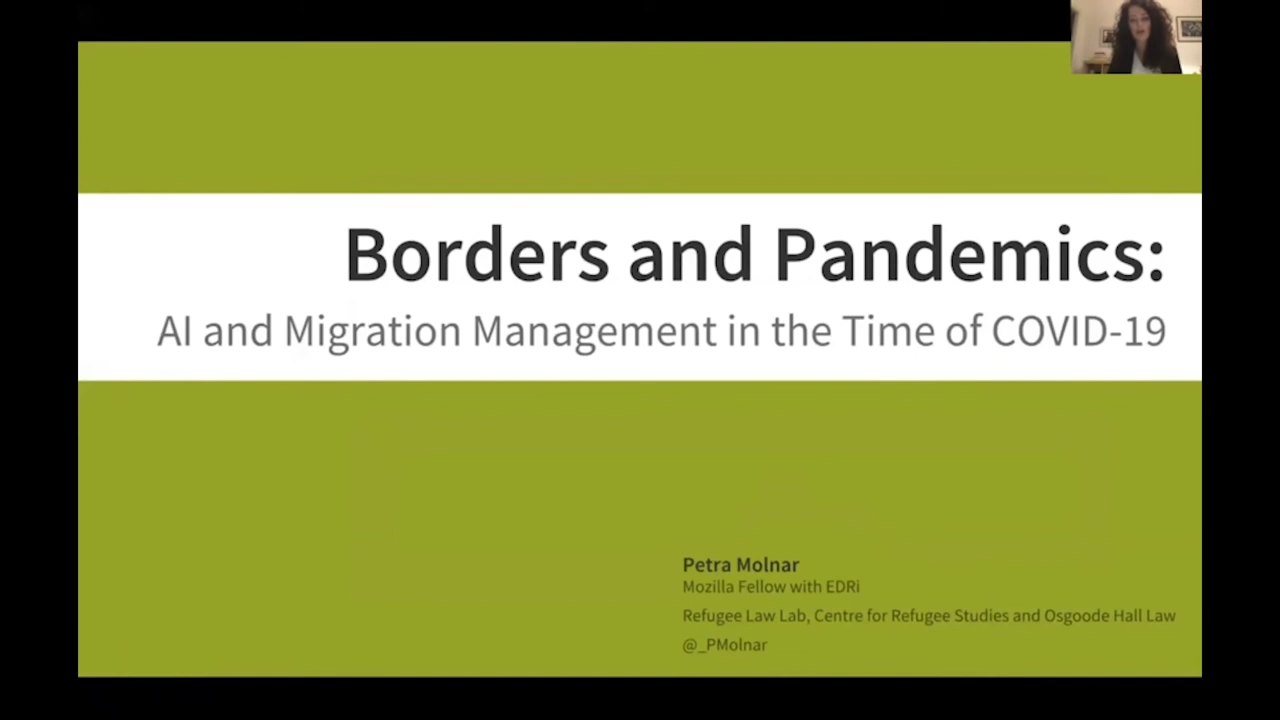 Borders and Pandemics:
AI and Migration Management in the Time of COVID-19
Petra Molnar
Mozilla Fellow with EDRi
Refugee Law Lab, Centre for Refugee Studies and Osgoode Hall Law
@_PMolnar